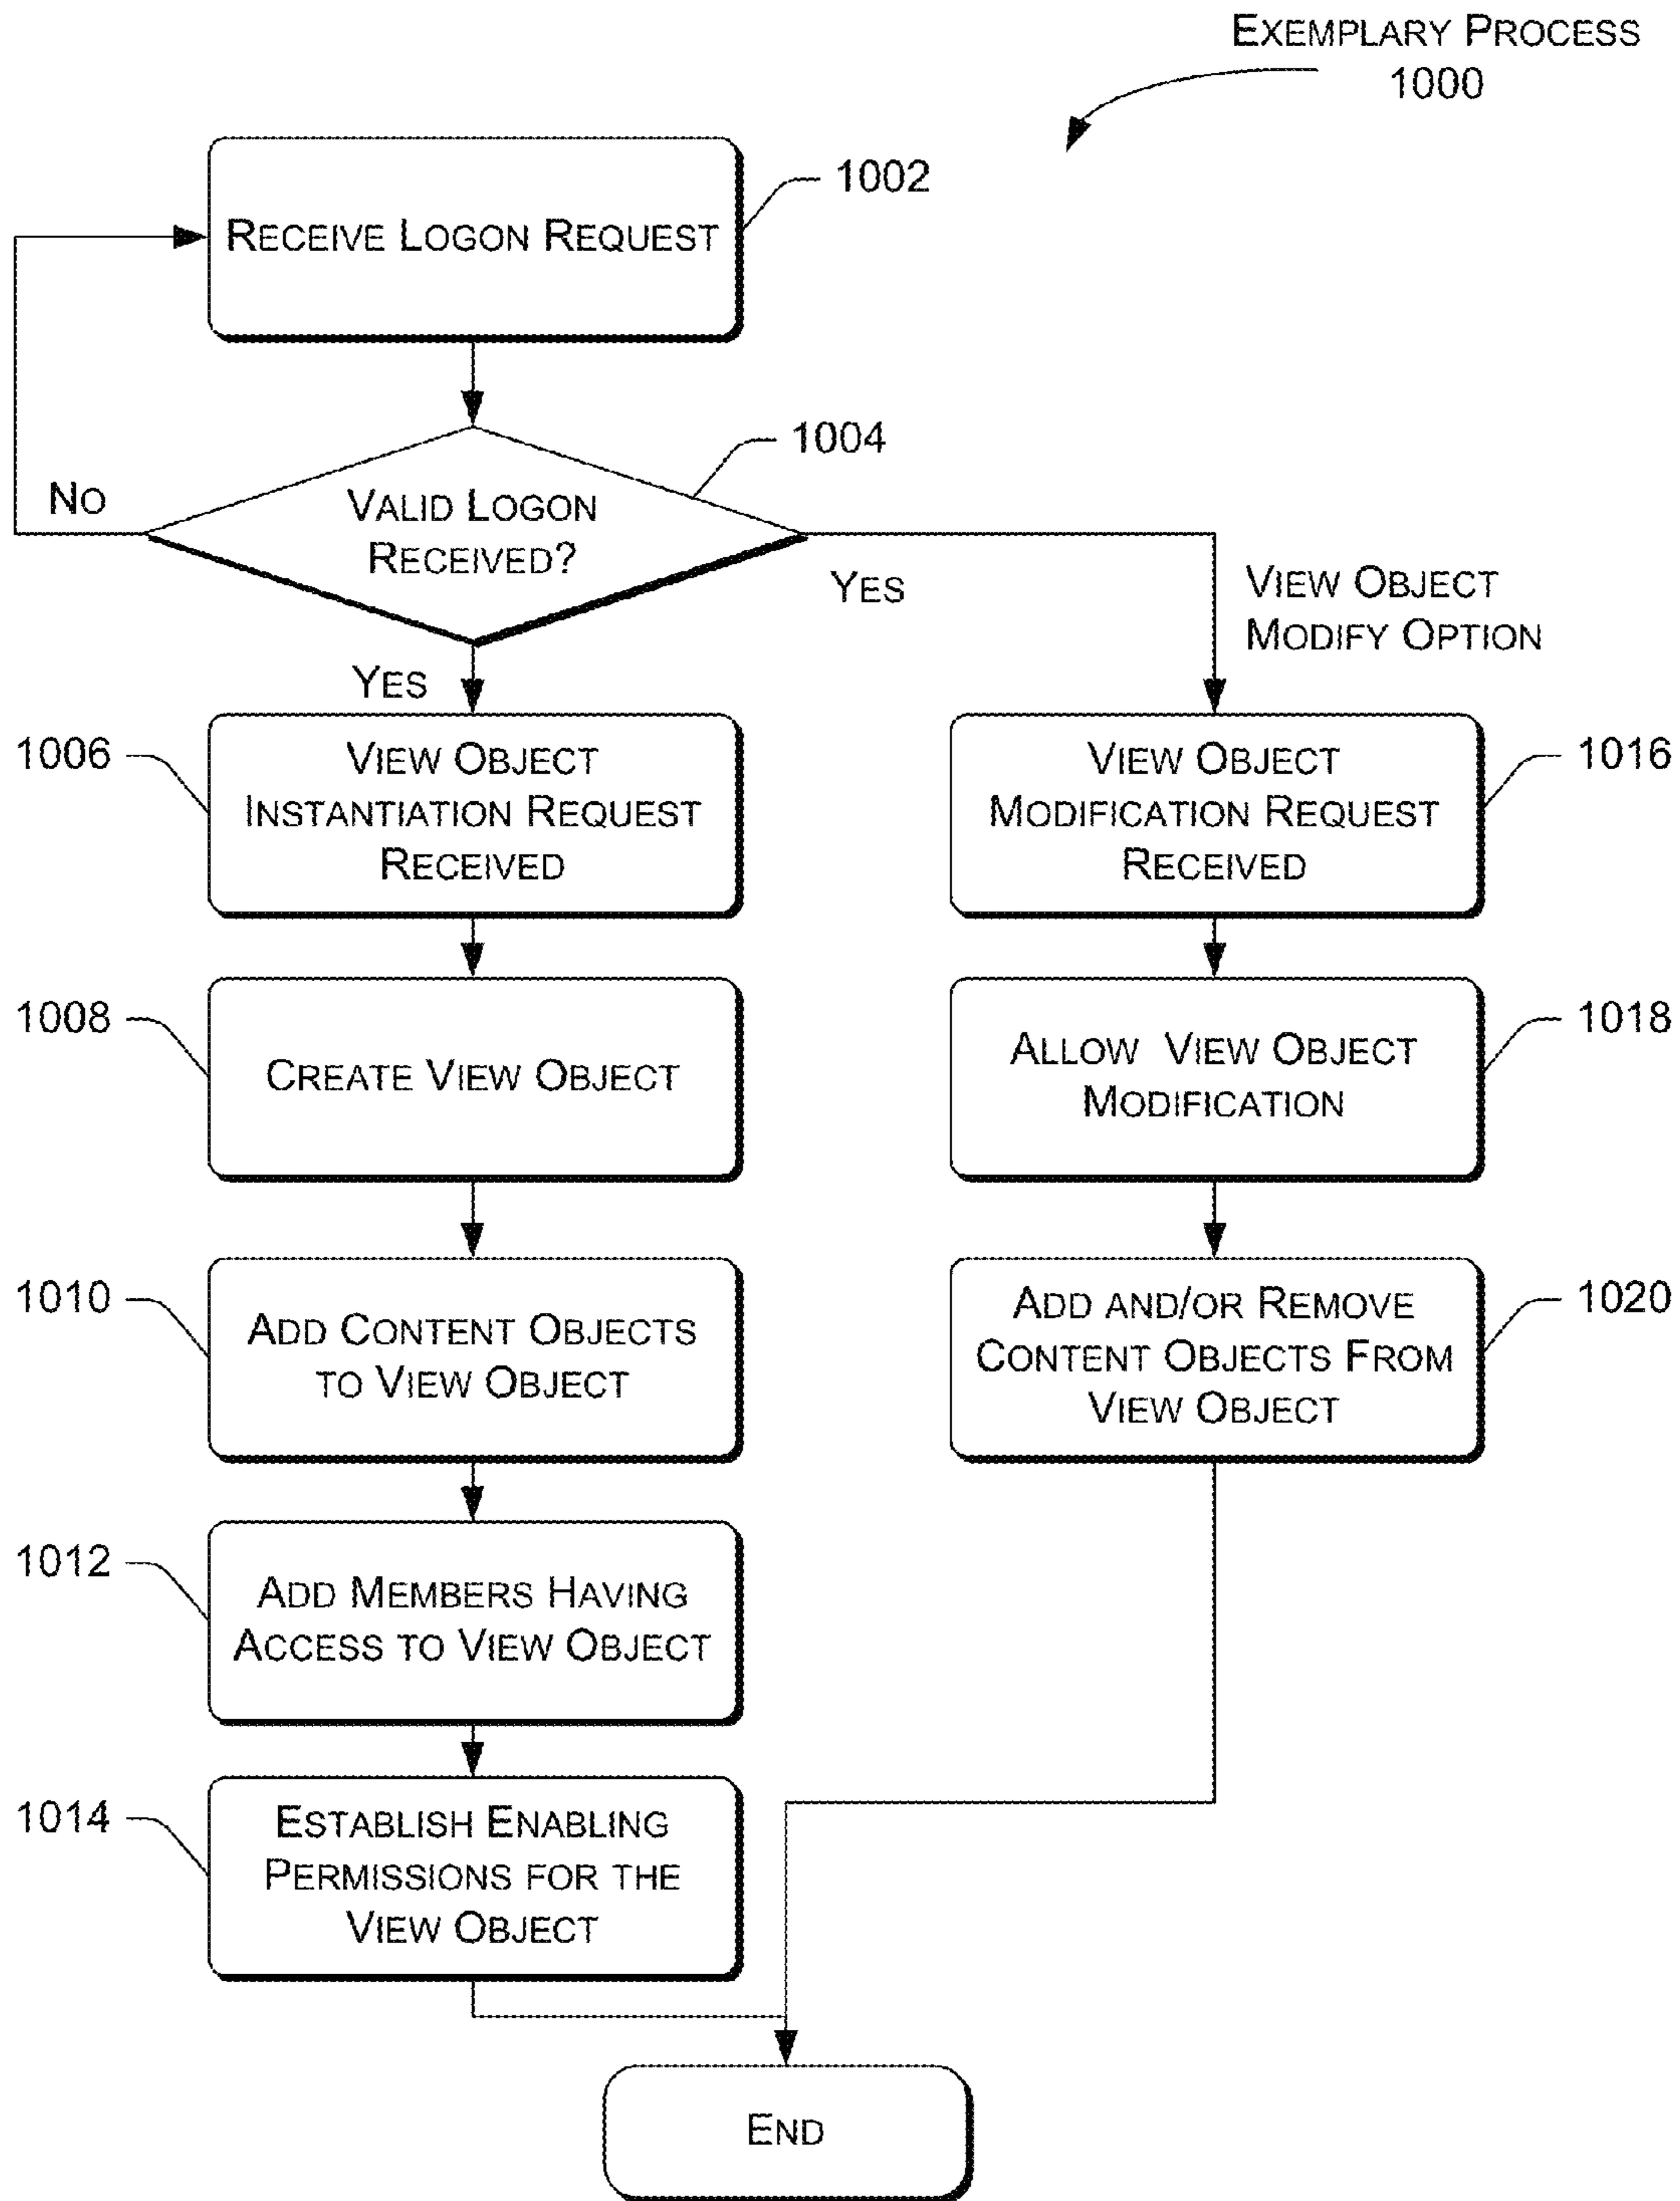 EXEMPLARY PROCESS
1000
1002
RECEIVE LOGON REQUEST
1004
NO
VALID LOGON
RECEIVED?
YES
VIEW OBJECT
MODIFY OPTION
YES
1006
VIEW OBJECT
INSTANTIATION REQUEST
RECEIVED
VIEW OBJECT
MODIFICATION REQUEST
RECEIVED
1016
1008
CREATE VIEW OBJECT
ALLOW VIEW OBJECT
MODIFICATION
1018
1010
ADD CONTENT OBJECTS
TO VIEW OBJECT
ADD AND/OR REMOVE
CONTENT OBJECTS FROM
VIEW OBJECT
1020
1012
ADD MEMBERS HAVING
ACCESS TO VIEW OBJECT
1014
ESTABLISH ENABLING
PERMISSIONS FOR THE
VIEW OBJECT
END